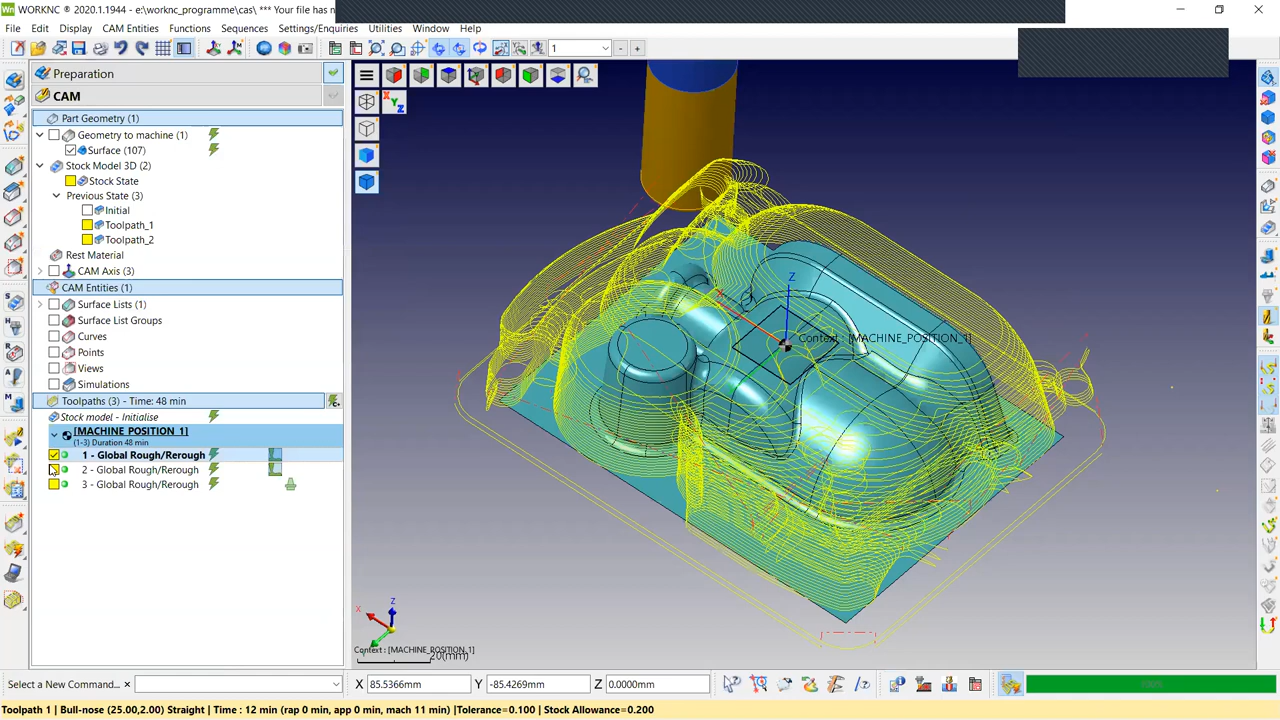 WORKNC ® 2020.1.1944 - e:\worknc_programme\cas\ *** Your file has n
File Edit Display CAM Entities Functions Sequences Settings/Enquiries Utilities Window Help
1
Preparation
CAM
Part Geometry (1)
Geometry to machine (1)
Surface (107)
Stock Model 3D (2)
Stock State
Previous State (3)
Initial
Toolpath_1
Toolpath_2
Rest Material
CAM Axis (3)
CAM Entities (1)
Surface Lists (1)
Surface List Groups
Curves
Points
Views
Simulations
Toolpaths (3) - Time: 48 min
Stock model - Initialise
[MACHINE POSITION 1]
(1-3) Duration 48 min
1 - Global Rough/Rerough
2 - Global Rough/Rerough
3 - Global Rough/Rerough
X Y Z
Z
X
Context : [MACHINE_POSITION_1]
Z
X
Y
Context : [MACHINE_POSITION_1]
20(mm)
Select a New Command...
X 85.5366mm Y -85.4269mm Z 0.0000mm
Toolpath 1 | Bull-nose (25.00,2.00) Straight | Time: 12 min (rap 0 min, app 0 min, mach 11 min) |Tolerance=0.100 | Stock Allowance=0.200